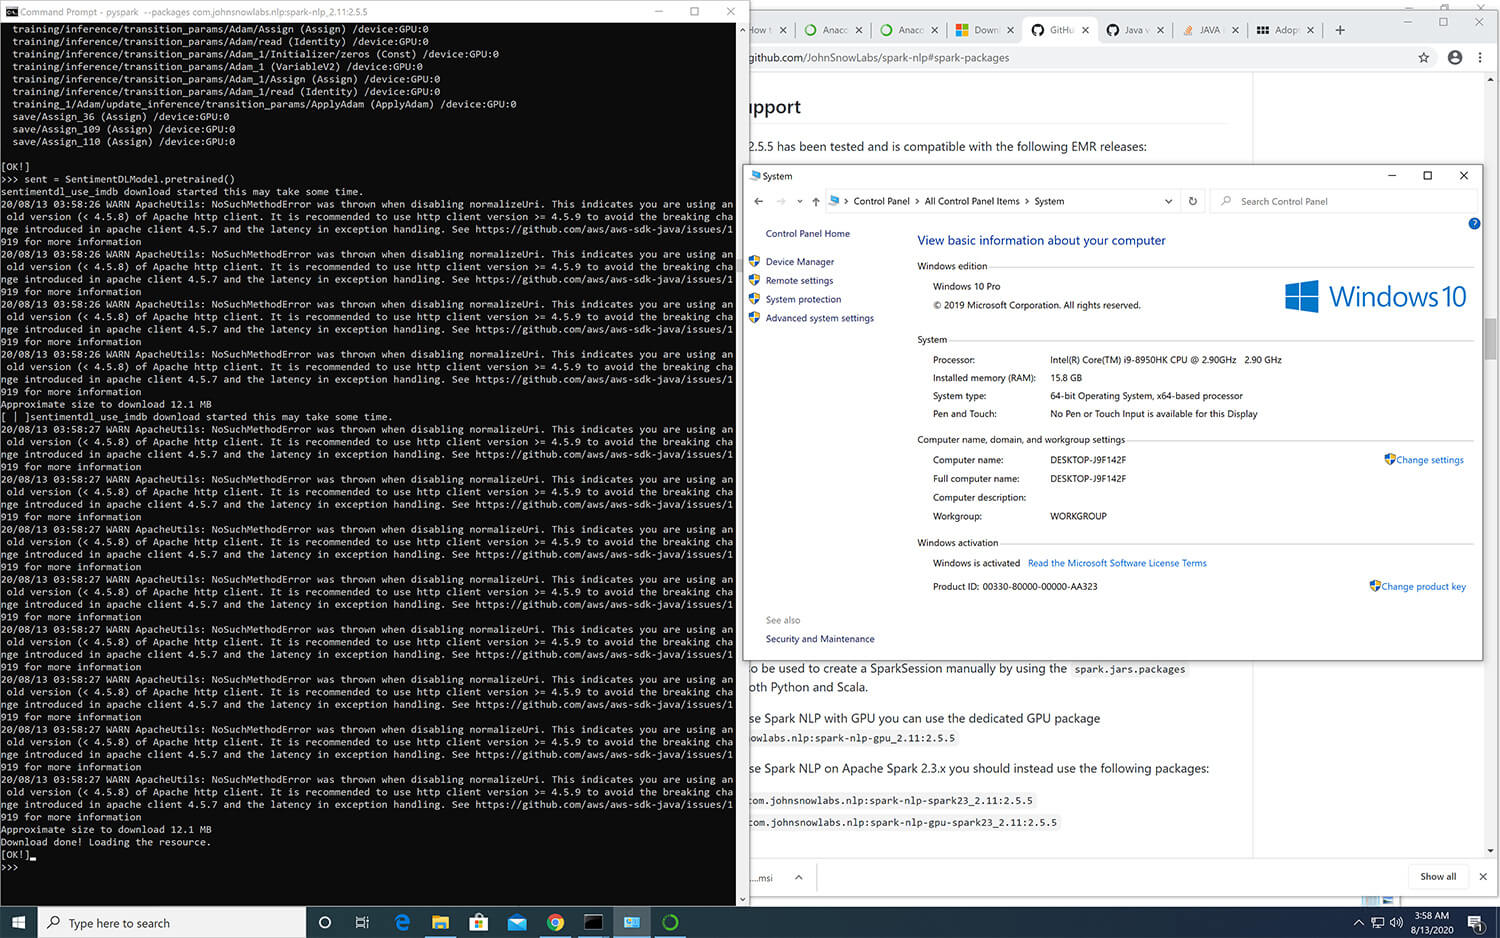 Command Prompt - pyspark --packages com.johnsnowlabs.nlp:spark-nlp_2.11:2.5.5
training/inference/transition_params/Adam/Assign (Assign) /device:GPU:0
training/inference/transition_params/Adam/read (Identity) /device:GPU:0
training/inference/transition_params/Adam_1/Initializer/zeros (Const) /device:GPU:0
training/inference/transition_params/Adam_1 (VariableV2) /device:GPU:0
training/inference/transition_params/Adam_1/Assign (Assign) /device:GPU:0
training/inference/transition_params/Adam_1/read (Identity) /device:GPU:0
training_1/Adam/update_inference/transition_params/ApplyAdam (ApplyAdam) /device:GPU:0
save/Assign_36 (Assign) /device:GPU:0
save/Assign_109 (Assign) /device:GPU:0
save/Assign_110 (Assign) /device:GPU:0
[OK!]
>>> sent = SentimentDLModel.pretrained()
sentimentdl_use_imdb download started this may take some time.
20/08/13 03:58:26 WARN ApacheUtils: NoSuchMethodError was thrown when disabling normalizeUri. This indicates you are using an
old version (< 4.5.8) of Apache http client. It is recommended to use http client version >= 4.5.9 to avoid the breaking cha
nge introduced in apache client 4.5.7 and the latency in exception handling. See https://github.com/aws/aws-sdk-java/issues/1
919 for more information
20/08/13 03:58:26 WARN ApacheUtils: NoSuchMethodError was thrown when disabling normalizeUri. This indicates you are using an
old version (< 4.5.8) of Apache http client. It is recommended to use http client version >= 4.5.9 to avoid the breaking cha
nge introduced in apache client 4.5.7 and the latency in exception handling. See https://github.com/aws/aws-sdk-java/issues/1
919 for more information
20/08/13 03:58:26 WARN ApacheUtils: NoSuchMethodError was thrown when disabling normalizeUri. This indicates you are using an
old version (< 4.5.8) of Apache http client. It is recommended to use http client version >= 4.5.9 to avoid the breaking cha
nge introduced in apache client 4.5.7 and the latency in exception handling. See https://github.com/aws/aws-sdk-java/issues/1
919 for more information
20/08/13 03:58:26 WARN ApacheUtils: NoSuchMethodError was thrown when disabling normalizeUri. This indicates you are using an
old version (< 4.5.8) of Apache http client. It is recommended to use http client version >= 4.5.9 to avoid the breaking cha
nge introduced in apache client 4.5.7 and the latency in exception handling. See https://github.com/aws/aws-sdk-java/issues/1
919 for more information
Approximate size to download 12.1 MB
[ | ]sentimentdl_use_imdb download started this may take some time.
20/08/13 03:58:27 WARN ApacheUtils: NoSuchMethodError was thrown when disabling normalizeUri. This indicates you are using an
old version (< 4.5.8) of Apache http client. It is recommended to use http client version >= 4.5.9 to avoid the breaking cha
nge introduced in apache client 4.5.7 and the latency in exception handling. See https://github.com/aws/aws-sdk-java/issues/1
919 for more information
20/08/13 03:58:27 WARN ApacheUtils: NoSuchMethodError was thrown when disabling normalizeUri. This indicates you are using an
old version (< 4.5.8) of Apache http client. It is recommended to use http client version >= 4.5.9 to avoid the breaking cha
nge introduced in apache client 4.5.7 and the latency in exception handling. See https://github.com/aws/aws-sdk-java/issues/1
919 for more information
20/08/13 03:58:27 WARN ApacheUtils: NoSuchMethodError was thrown when disabling normalizeUri. This indicates you are using an
old version (< 4.5.8) of Apache http client. It is recommended to use http client version >= 4.5.9 to avoid the breaking cha
nge introduced in apache client 4.5.7 and the latency in exception handling. See https://github.com/aws/aws-sdk-java/issues/1
919 for more information
20/08/13 03:58:27 WARN ApacheUtils: NoSuchMethodError was thrown when disabling normalizeUri. This indicates you are using an
old version (< 4.5.8) of Apache http client. It is recommended to use http client version >= 4.5.9 to avoid the breaking cha
nge introduced in apache client 4.5.7 and the latency in exception handling. See https://github.com/aws/aws-sdk-java/issues/1
919 for more information
20/08/13 03:58:27 WARN ApacheUtils: NoSuchMethodError was thrown when disabling normalizeUri. This indicates you are using an
old version (< 4.5.8) of Apache http client. It is recommended to use http client version >= 4.5.9 to avoid the breaking cha
nge introduced in apache client 4.5.7 and the latency in exception handling. See https://github.com/aws/aws-sdk-java/issues/1
919 for more information
20/08/13 03:58:27 WARN ApacheUtils: NoSuchMethodError was thrown when disabling normalizeUri. This indicates you are using an
old version (< 4.5.8) of Apache http client. It is recommended to use http client version >= 4.5.9 to avoid the breaking cha
nge introduced in apache client 4.5.7 and the latency in exception handling. See https://github.com/aws/aws-sdk-java/issues/1
919 for more information
20/08/13 03:58:27 WARN ApacheUtils: NoSuchMethodError was thrown when disabling normalizeUri. This indicates you are using an
old version (< 4.5.8) of Apache http client. It is recommended to use http client version >= 4.5.9 to avoid the breaking cha
nge introduced in apache client 4.5.7 and the latency in exception handling. See https://github.com/aws/aws-sdk-java/issues/1
919 for more information
20/08/13 03:58:27 WARN ApacheUtils: NoSuchMethodError was thrown when disabling normalizeUri. This indicates you are using an
old version (< 4.5.8) of Apache http client. It is recommended to use http client version >= 4.5.9 to avoid the breaking cha
nge introduced in apache client 4.5.7 and the latency in exception handling. See https://github.com/aws/aws-sdk-java/issues/1
919 for more information
Approximate size to download 12.1 MB
Download done! Loading the resource.
[OK!]
>>>
How t Anaco Anaco Downl GitHu Java v JAVA Adop
github.com/JohnSnowLabs/spark-nlp#spark-packages
upport
2.5.5 has been tested and is compatible with the following EMR releases:
System
Control Panel > All Control Panel Items > System
Search Control Panel
Control Panel Home
Device Manager
Remote settings
System protection
Advanced system settings
View basic information about your computer
Windows edition
Windows 10 Pro
© 2019 Microsoft Corporation. All rights reserved.
Windows 10
System
Processor: Intel(R) Core(TM) i9-8950HK CPU @ 2.90GHz 2.90 GHz
Installed memory (RAM): 15.8 GB
System type: 64-bit Operating System, x64-based processor
Pen and Touch: No Pen or Touch Input is available for this Display
Computer name, domain, and workgroup settings
Computer name: DESKTOP-J9F142F
Change settings
Full computer name: DESKTOP-J9F142F
Computer description:
Workgroup: WORKGROUP
Windows activation
Windows is activated Read the Microsoft Software License Terms
Product ID: 00330-80000-00000-AA323
Change product key
See also
Security and Maintenance
o be used to create a SparkSession manually by using the spark.jars.packages
oth Python and Scala.
se Spark NLP with GPU you can use the dedicated GPU package
owlabs.nlp:spark-nlp-gpu_2.11:2.5.5
se Spark NLP on Apache Spark 2.3.x you should instead use the following packages:
com.johnsnowlabs.nlp:spark-nlp-spark23_2.11:2.5.5
com.johnsnowlabs.nlp:spark-nlp-gpu-spark23_2.11:2.5.5
....msi
Show all
Type here to search
3:58 AM
8/13/2020
1